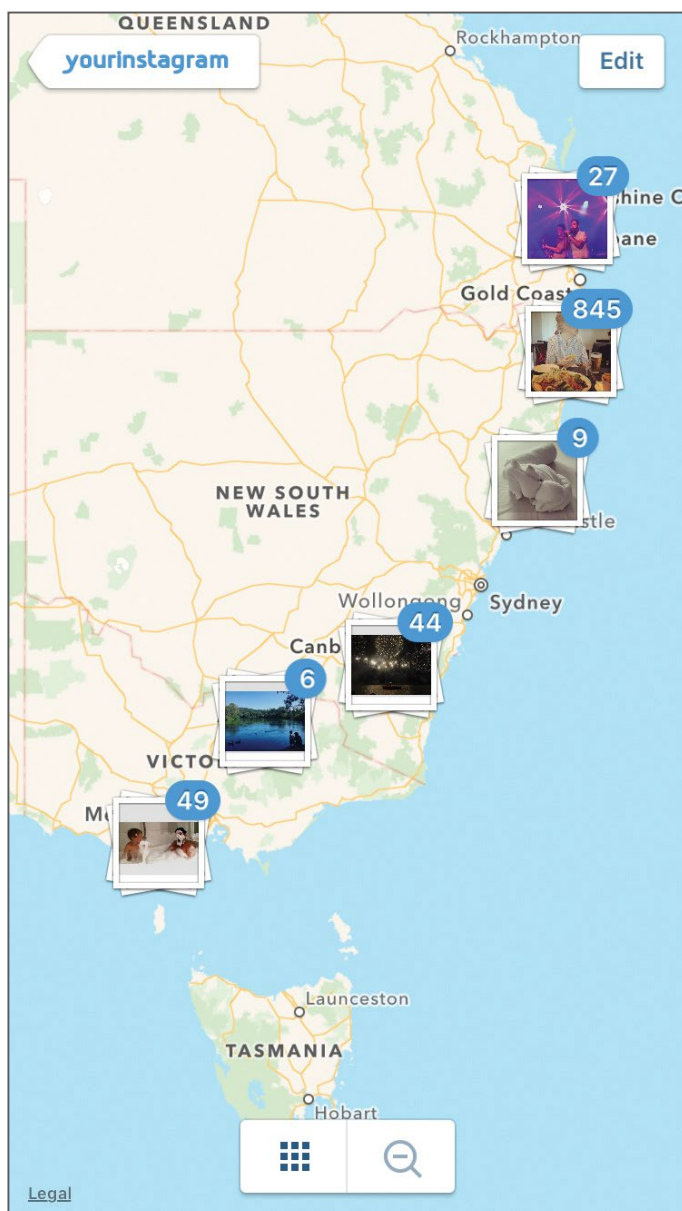 QUEENSLAND
Rockhampton
yourinstagram
Edit
27
Gold Coast
845
9
NEW SOUTH
WALES
Wollongong
Sydney
44
6
49
Launceston
TASMANIA
Hobart
Legal